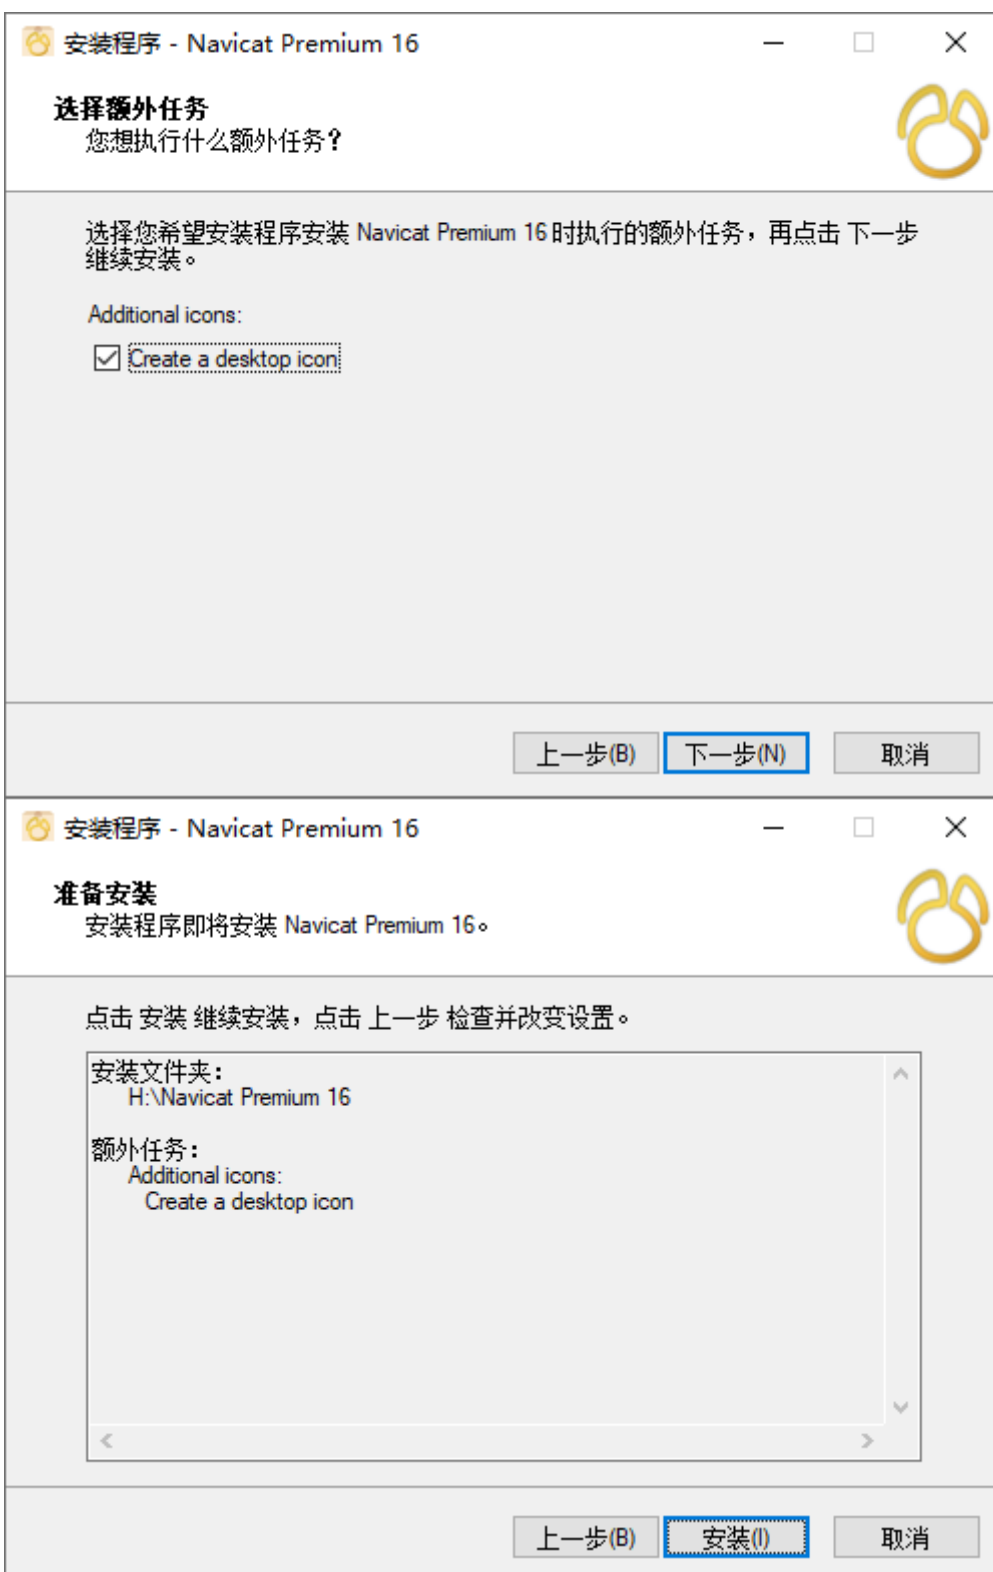 安装程序 - Navicat Premium 16
选择额外任务
您想执行什么额外任务?
选择您希望安装程序安装 Navicat Premium 16 时执行的额外任务，再点击 下一步
继续安装。
Additional icons:
Create a desktop icon
上一步(B) 下一步(N) 取消
安装程序 - Navicat Premium 16
准备安装
安装程序即将安装 Navicat Premium 16。
点击 安装 继续安装，点击 上一步 检查并改变设置。
安装文件夹:
H:\Navicat Premium 16
额外任务:
Additional icons:
Create a desktop icon
上一步(B) 安装(I) 取消